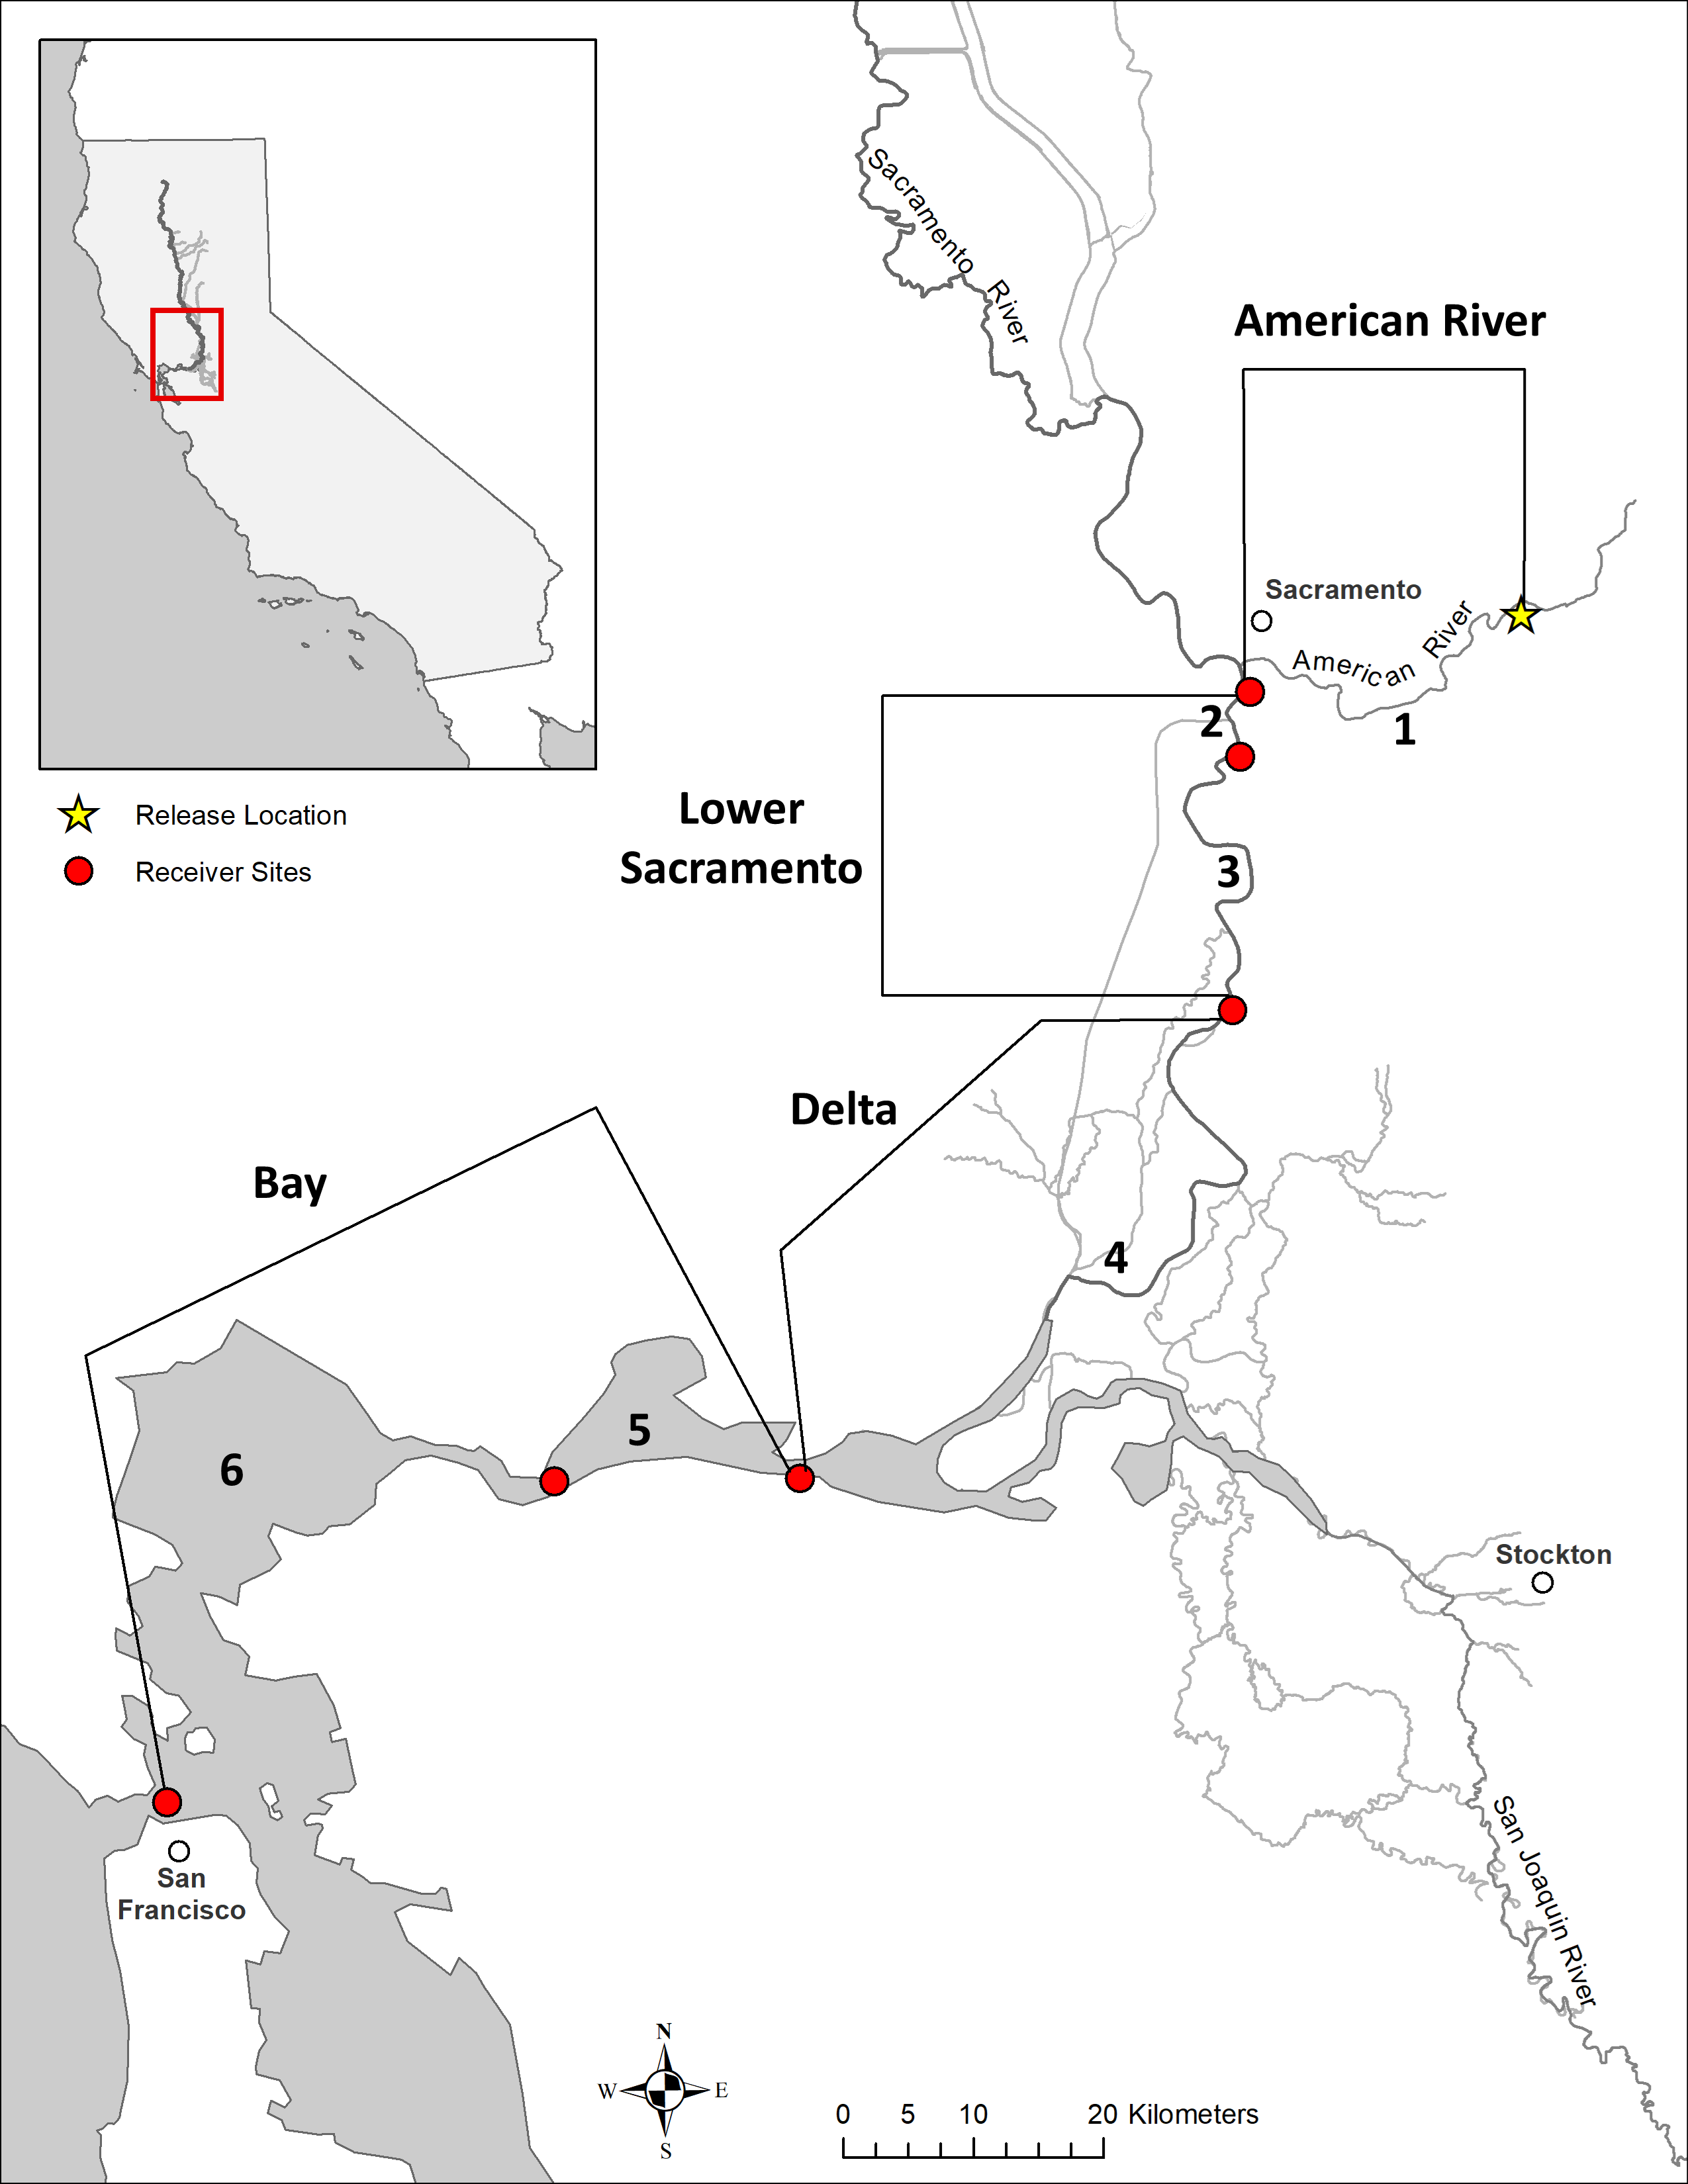 Sacramento River
American River
Sacramento
American River
1
2
Lower
Sacramento
Release Location
Receiver Sites
3
Delta
Bay
4
5
6
Stockton
San Joaquin River
San
Francisco
N
W E
S
0 5 10 20 Kilometers